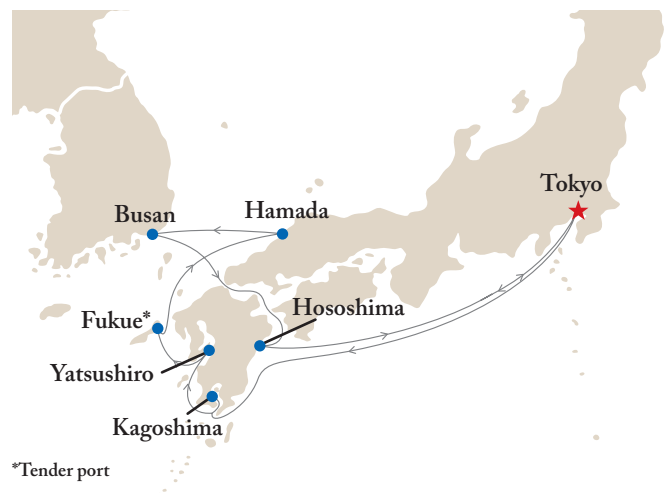 Tokyo
Busan
Hamada
Hososhima
Fukue*
Yatsushiro
Kagoshima
*Tender port